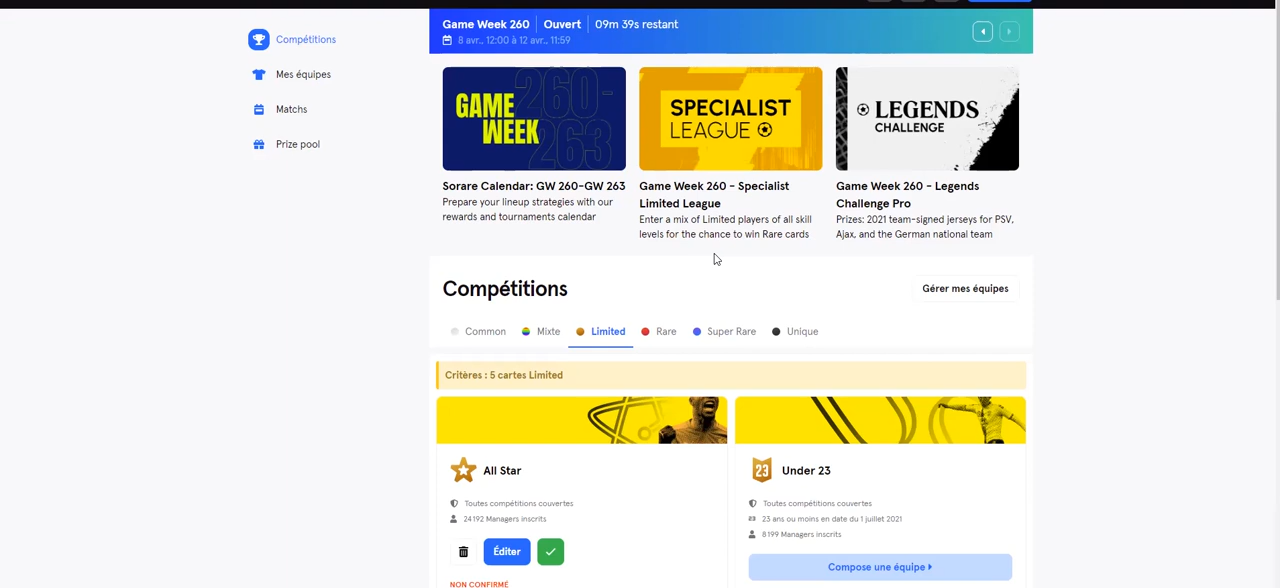 Game Week 260 | Ouvert | 09m 39s restant
8 avr., 12:00 à 12 avr., 11:59
Compétitions
Mes équipes
Matchs
Prize pool
GAME
WEEK
260-
263
SPECIALIST
LEAGUE
LEGENDS
CHALLENGE
Sorare Calendar: GW 260-GW 263
Prepare your lineup strategies with our
rewards and tournaments calendar
Game Week 260 - Specialist
Limited League
Enter a mix of Limited players of all skill
levels for the chance to win Rare cards
Game Week 260 - Legends
Challenge Pro
Prizes: 2021 team-signed jerseys for PSV,
Ajax, and the German national team
Compétitions
Gérer mes équipes
Common Mixte Limited Rare Super Rare Unique
Critères : 5 cartes Limited
All Star
Toutes compétitions couvertes
24 192 Managers inscrits
Éditer
NON CONFIRMÉ
23
Under 23
Toutes compétitions couvertes
23 ans ou moins en date du 1 juillet 2021
8 199 Managers inscrits
Compose une équipe